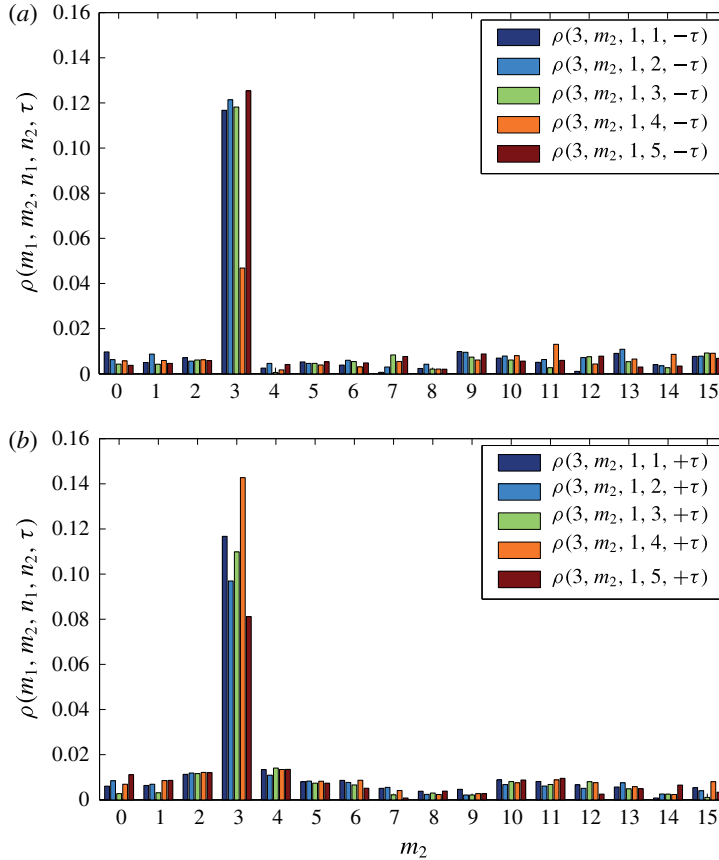 (a)
0.16
0.14
0.12
0.10
0.08
0.06
0.04
0.02
0
ρ(m₁, m₂, n₁, n₂, τ)
ρ(3, m₂, 1, 1, −τ)
ρ(3, m₂, 1, 2, −τ)
ρ(3, m₂, 1, 3, −τ)
ρ(3, m₂, 1, 4, −τ)
ρ(3, m₂, 1, 5, −τ)
0 1 2 3 4 5 6 7 8 9 10 11 12 13 14 15
(b)
0.16
0.14
0.12
0.10
0.08
0.06
0.04
0.02
0
ρ(m₁, m₂, n₁, n₂, τ)
ρ(3, m₂, 1, 1, +τ)
ρ(3, m₂, 1, 2, +τ)
ρ(3, m₂, 1, 3, +τ)
ρ(3, m₂, 1, 4, +τ)
ρ(3, m₂, 1, 5, +τ)
0 1 2 3 4 5 6 7 8 9 10 11 12 13 14 15
m₂